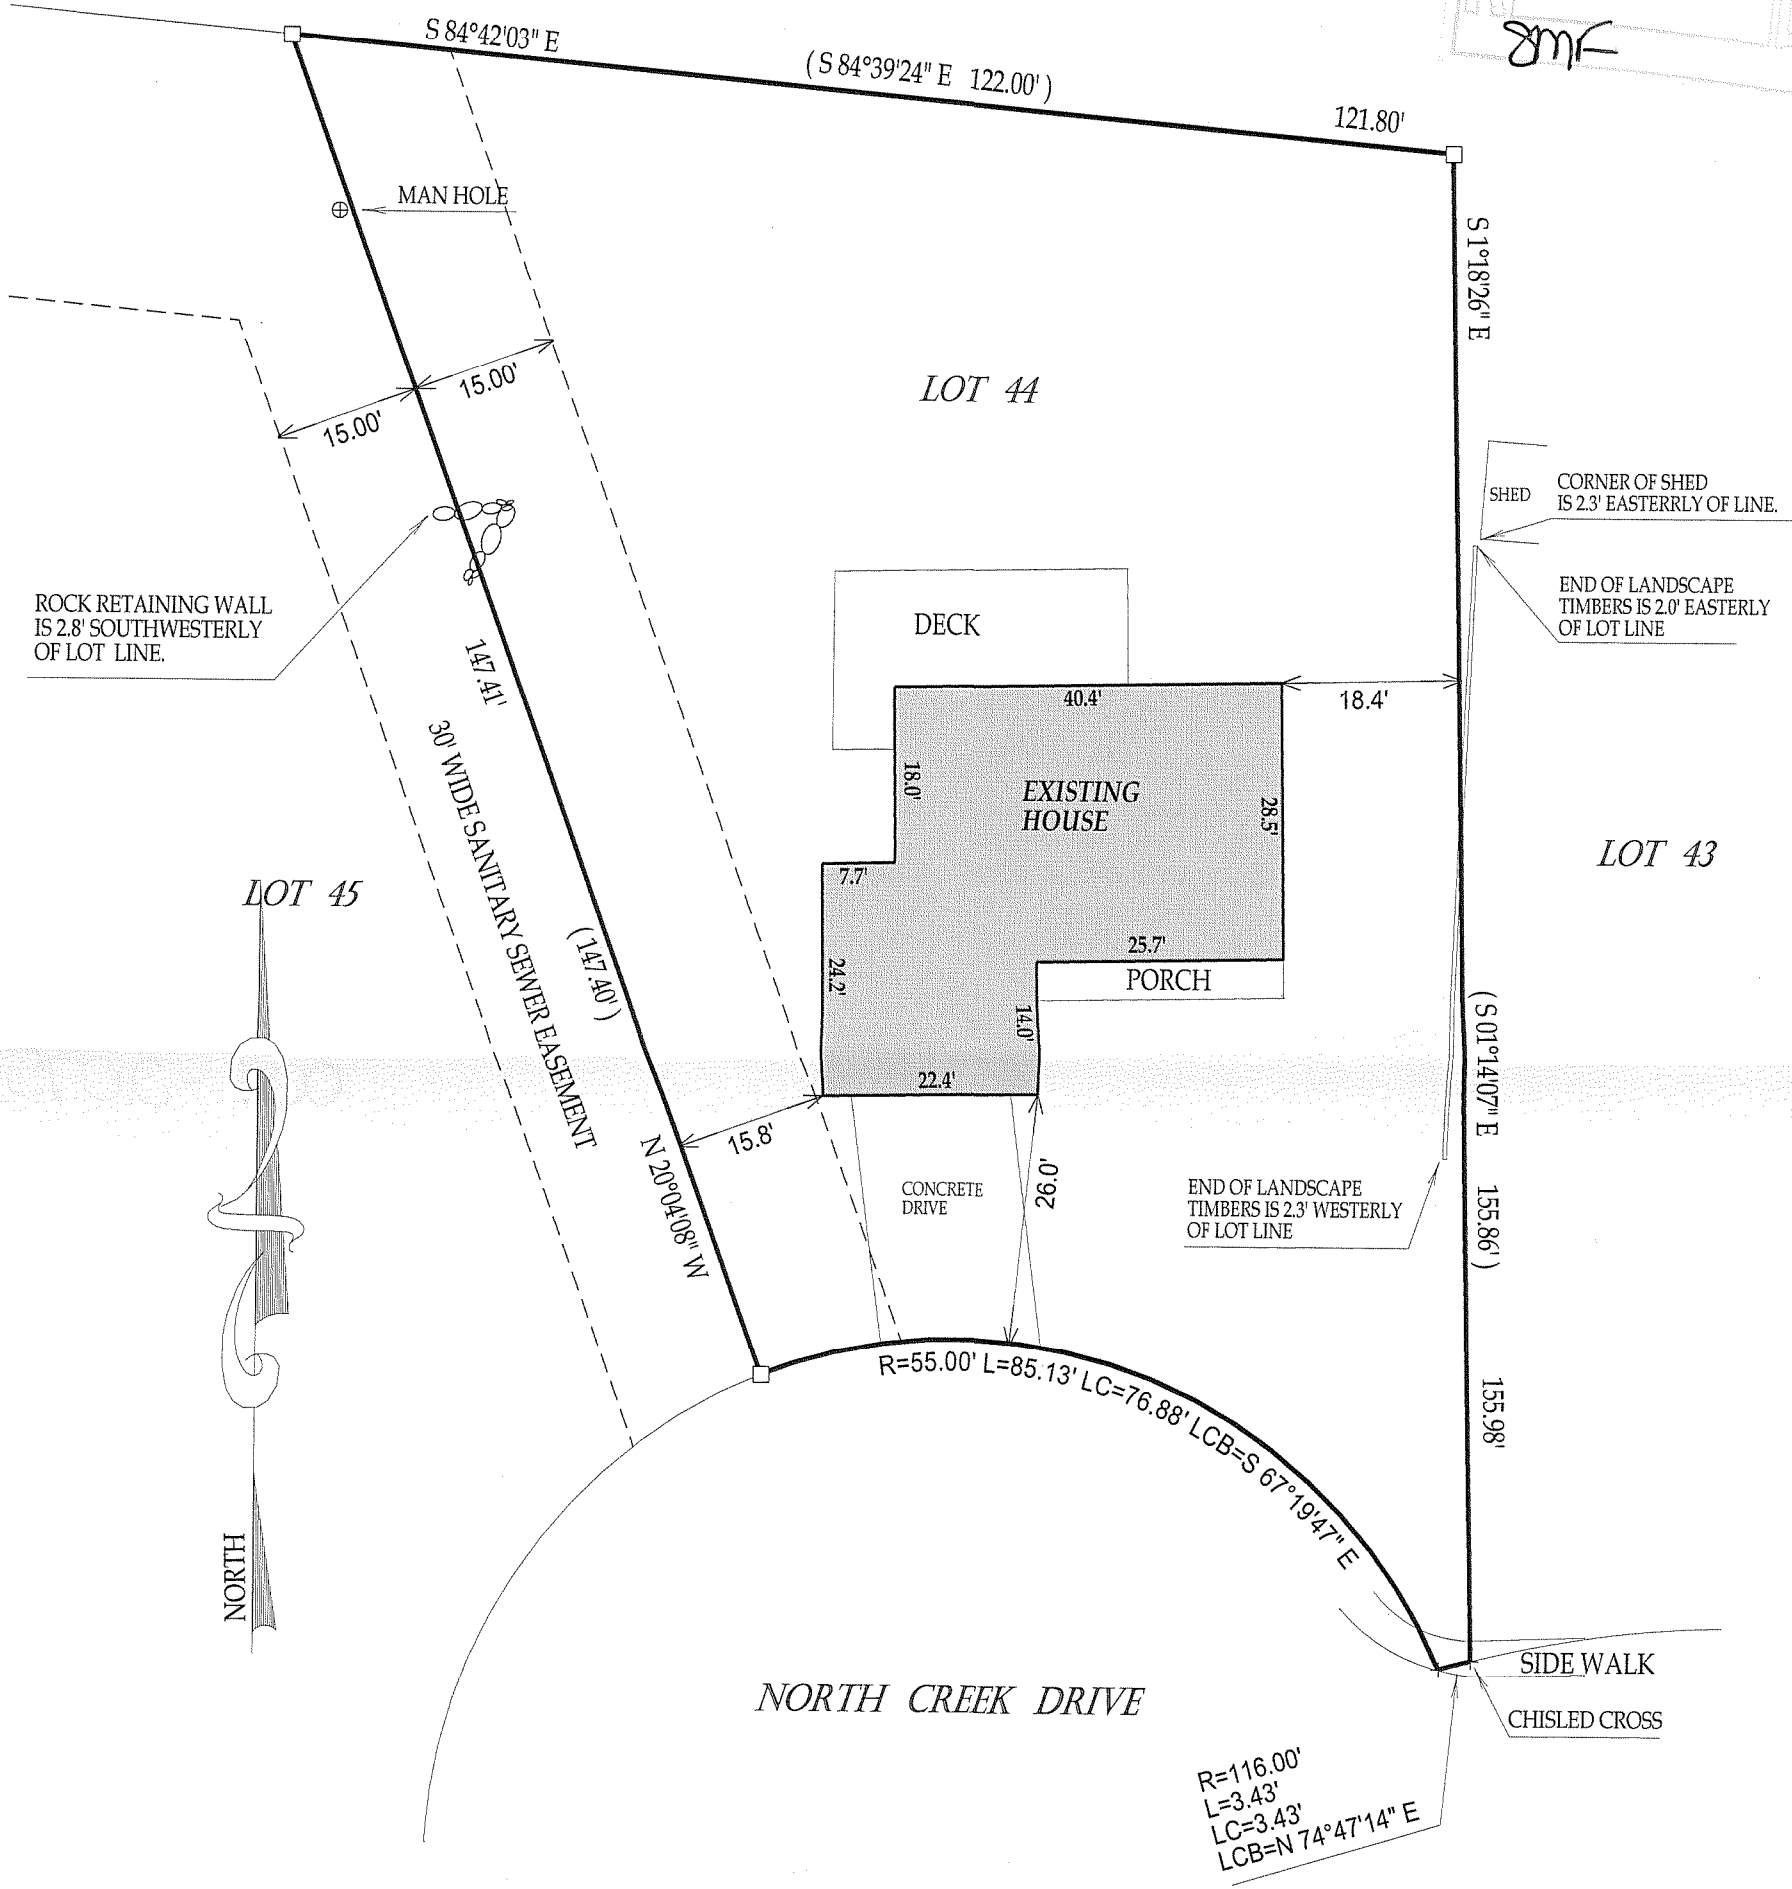 S 84°42'03" E
( S 84°39'24" E 122.00' )
121.80'
MAN HOLE
S 1°18'26" E
15.00'
15.00'
LOT 44
SHED
CORNER OF SHED
IS 2.3' EASTERRLY OF LINE.
END OF LANDSCAPE
TIMBERS IS 2.0' EASTERLY
OF LOT LINE
ROCK RETAINING WALL
IS 2.8' SOUTHWESTERLY
OF LOT LINE.
DECK
147.41'
40.4'
18.4'
30' WIDE SANITARY SEWER EASEMENT
18.0'
EXISTING
HOUSE
28.5'
LOT 43
7.7'
LOT 45
(147.40' )
24.2'
25.7'
PORCH
14.0'
22.4'
( S 01°14'07" E 155.86' )
15.8'
N 20°04'08" W
26.0'
CONCRETE
DRIVE
END OF LANDSCAPE
TIMBERS IS 2.3' WESTERLY
OF LOT LINE
R=55.00' L=85.13' LC=76.88' LCB=S 67°19'47" E
155.98'
NORTH
SIDE WALK
NORTH CREEK DRIVE
CHISLED CROSS
R=116.00'
L=3.43'
LC=3.43'
LCB=N 74°47'14" E